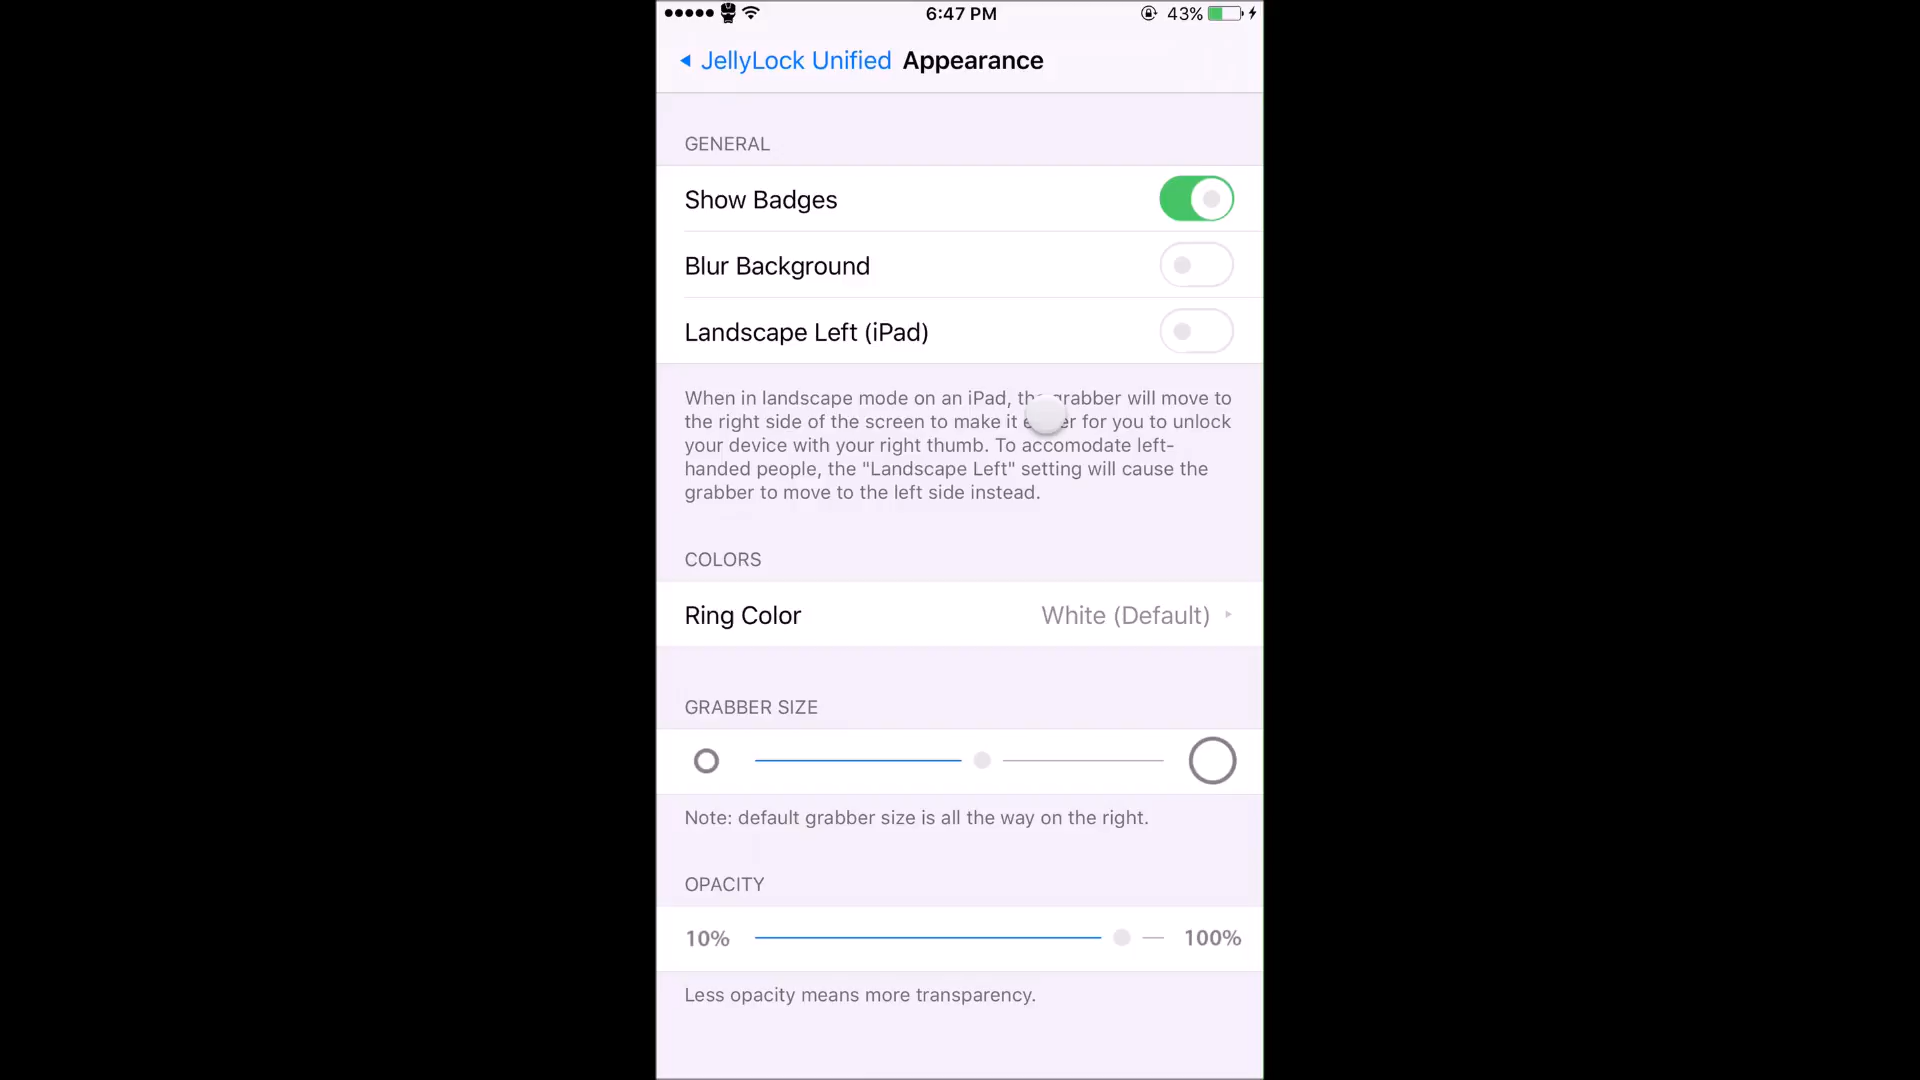 6:47 PM
43%
JellyLock Unified Appearance
GENERAL
Show Badges
Blur Background
Landscape Left (iPad)
When in landscape mode on an iPad, the grabber will move to
the right side of the screen to make it for you to unlock
your device with your right thumb. To accomodate left-
handed people, the "Landscape Left" setting will cause the
grabber to move to the left side instead.
COLORS
Ring Color White (Default)
GRABBER SIZE
Note: default grabber size is all the way on the right.
OPACITY
10% 100%
Less opacity means more transparency.